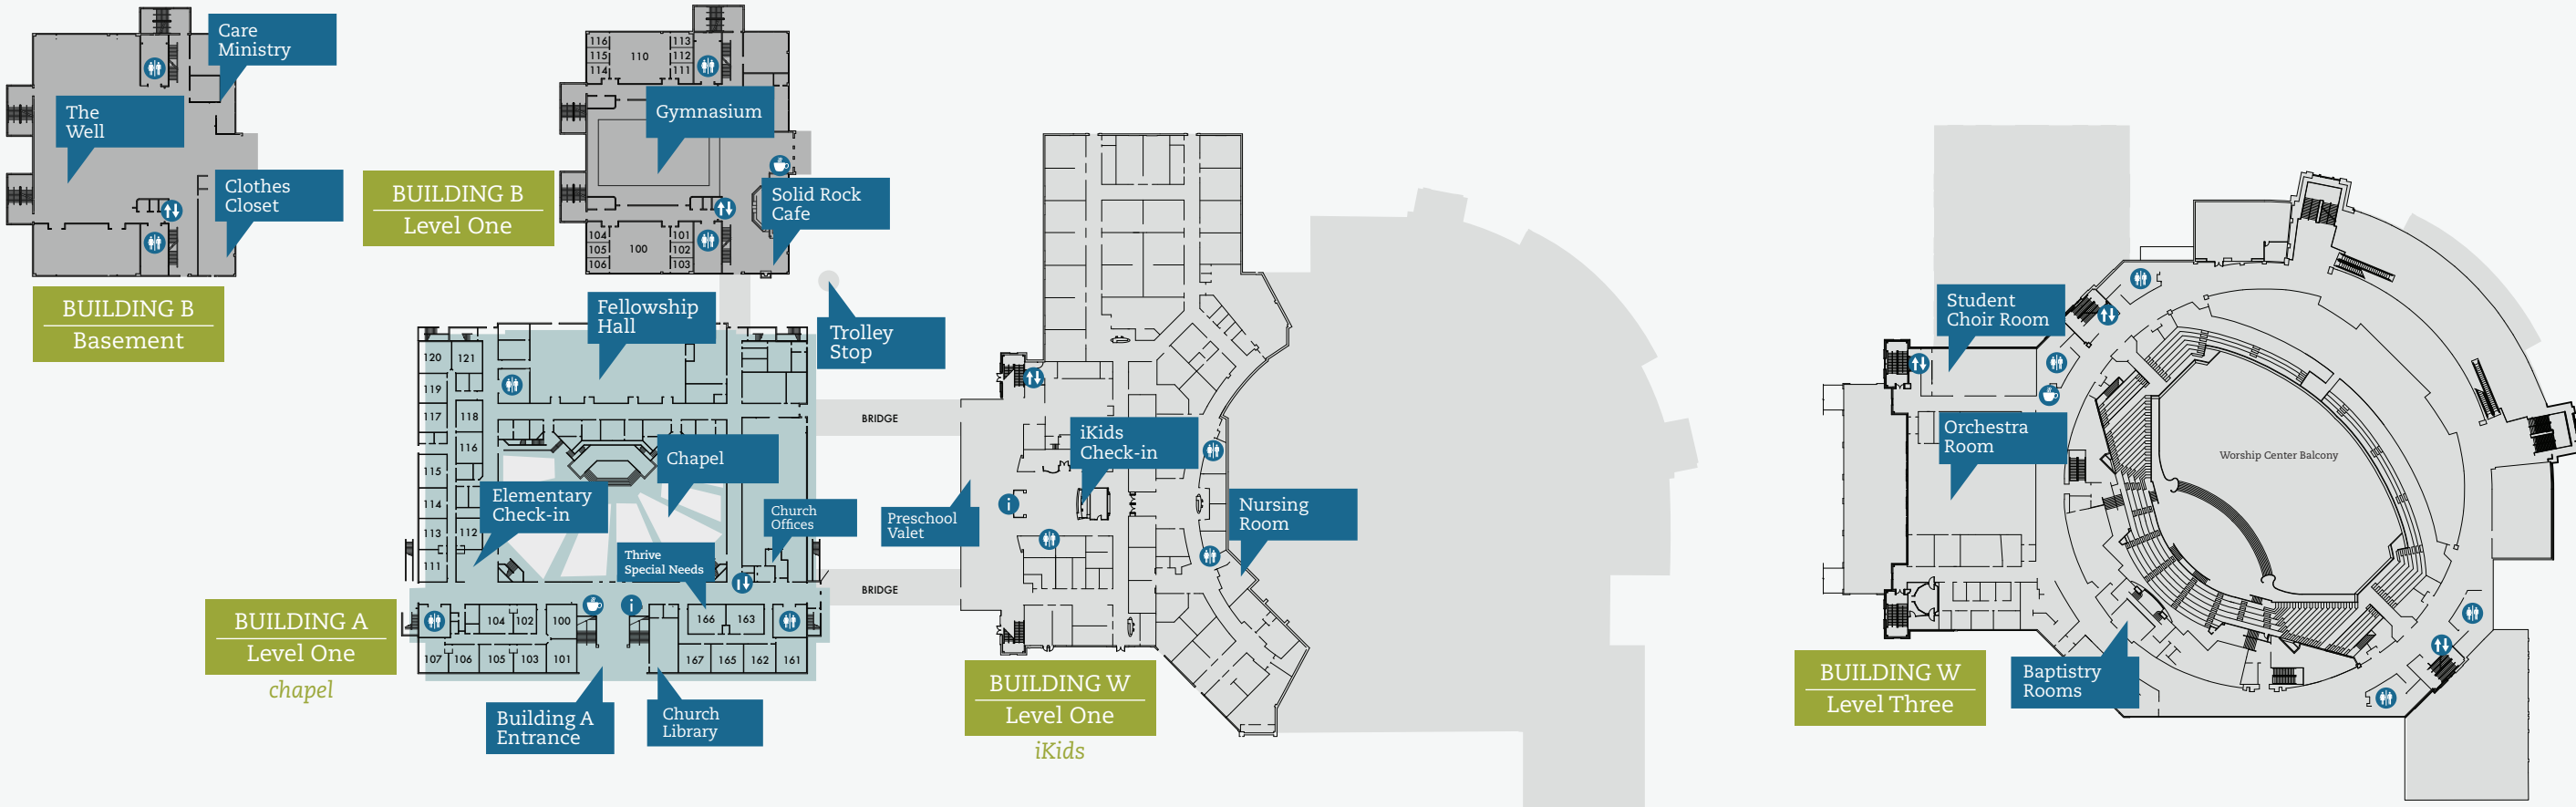 Care
Ministry
The
Well
Clothes
Closet
BUILDING B
Basement
116
115
114
110
113
112
111
Gymnasium
Solid Rock
Cafe
104
105
106
100
101
102
103
BUILDING B
Level One
Fellowship
Hall
Trolley
Stop
120
121
119
117
118
116
115
114
113
112
111
Chapel
Elementary
Check-in
Church
Offices
Thrive
Special Needs
104
102
100
166
163
107
106
105
103
101
167
165
162
161
BUILDING A
Level One
chapel
Building A
Entrance
Church
Library
BRIDGE
BRIDGE
Preschool
Valet
iKids
Check-in
i
i
Nursing
Room
BUILDING W
Level One
iKids
Student
Choir Room
Orchestra
Room
Worship Center Balcony
Baptistry
Rooms
BUILDING W
Level Three